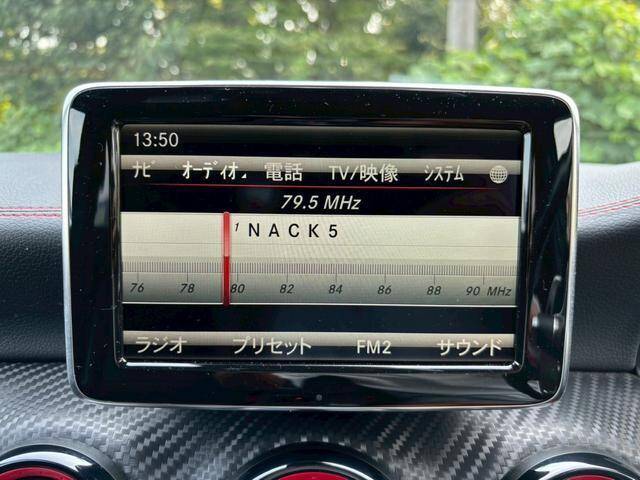 13:50
ナビ オーディオ 電話 TV/映像 システム
79.5 MHz
1 NACK5
76 78 80 82 84 86 88 90 MHz
ラジオ プリセット FM2 サウンド